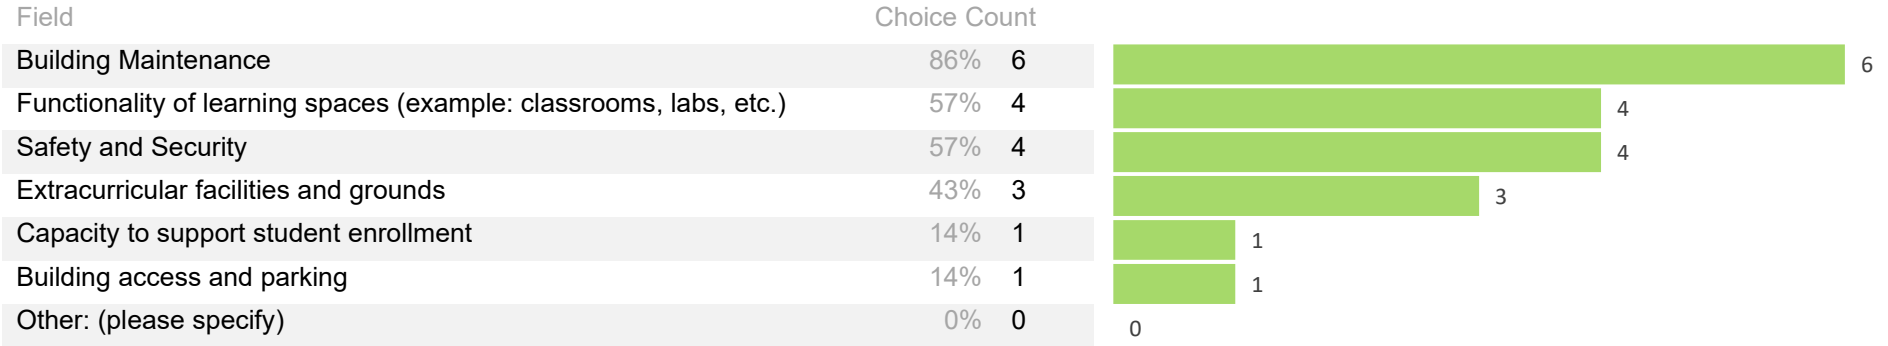 Field Choice Count
Building Maintenance 86% 6 6
Functionality of learning spaces (example: classrooms, labs, etc.) 57% 4 4
Safety and Security 57% 4 4
Extracurricular facilities and grounds 43% 3 3
Capacity to support student enrollment 14% 1 1
Building access and parking 14% 1 1
Other: (please specify) 0% 0 0